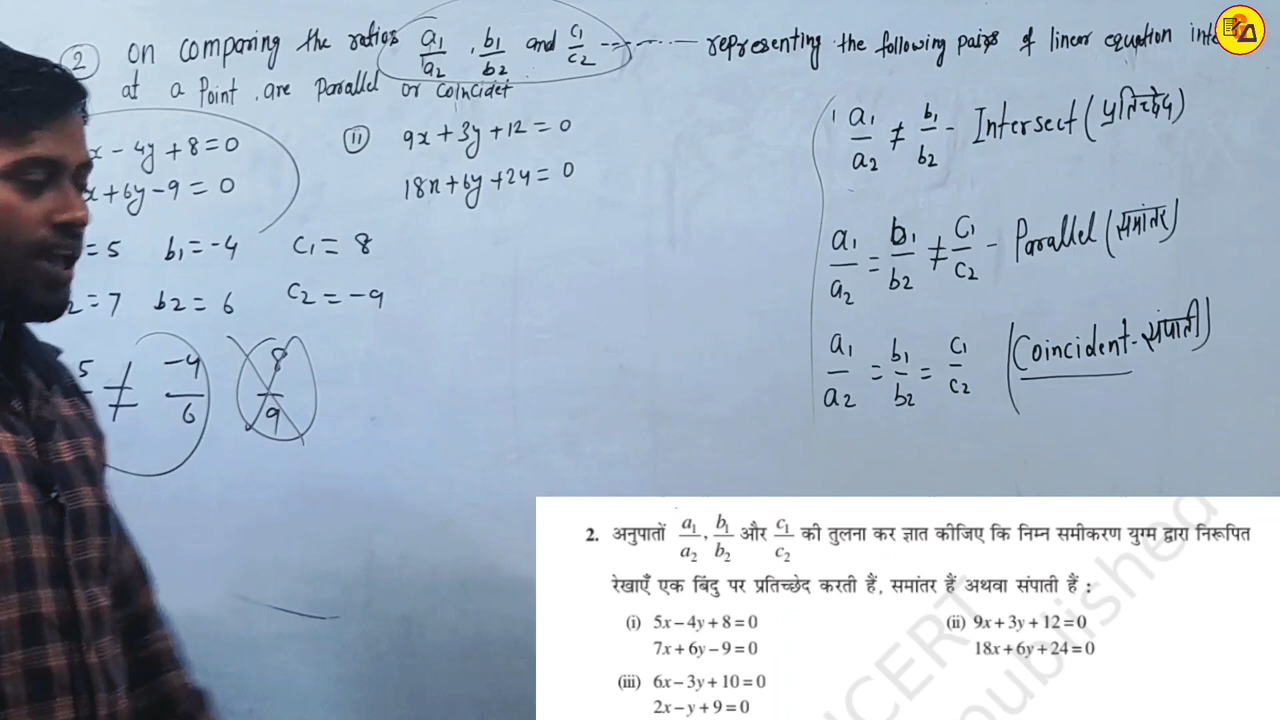 2 on comparing the ratios a1/a2 , b1/b2 and c1/c2 --- ------ representing the following pairs of linear equation inte
at a Point , are parallel or coincidet
x - 4y + 8 = 0
x + 6y - 9 = 0
= 5 b1 = -4 c1 = 8
2 = 7 b2 = 6 c2 = -9
5 ≠ -4/6 8/9
(ii) 9x + 3y + 12 = 0
18x + 6y + 24 = 0
a1/a2 ≠ b1/b2 - Intersect (प्रतिच्छेद)
a1/a2 = b1/b2 ≠ c1/c2 - Parallel (समांतर)
a1/a2 = b1/b2 = c1/c2 (Coincident - संपाती)
2. अनुपातों a1/a2 , b1/b2 और c1/c2 की तुलना कर ज्ञात कीजिए कि निम्न समीकरण युग्म द्वारा निरूपित
रेखाएँ एक बिंदु पर प्रतिच्छेद करती हैं, समांतर हैं अथवा संपाती हैं :
(i) 5x – 4y + 8 = 0 (ii) 9x + 3y + 12 = 0
7x + 6y – 9 = 0 18x + 6y + 24 = 0
(iii) 6x – 3y + 10 = 0
2x – y + 9 = 0